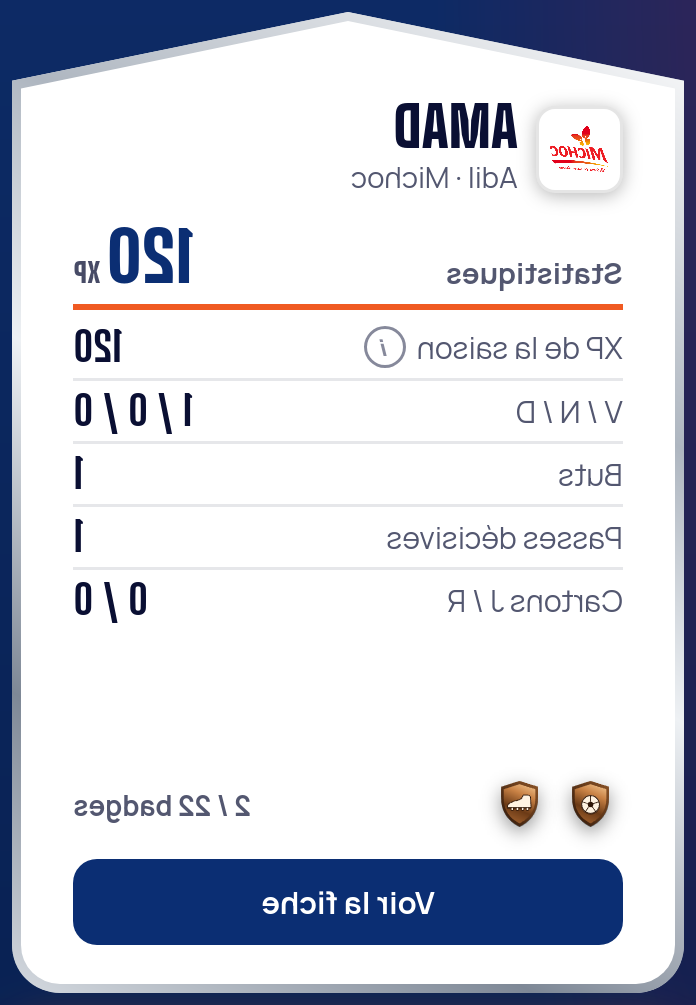 MICHOC
AMAD
Adil · Michoc
Statistiques 120 XP
XP de la saison i 120
V / N / D 1 / 0 / 0
Buts 1
Passes décisives 1
Cartons J / R 0 / 0
2 / 22 badges
Voir la fiche